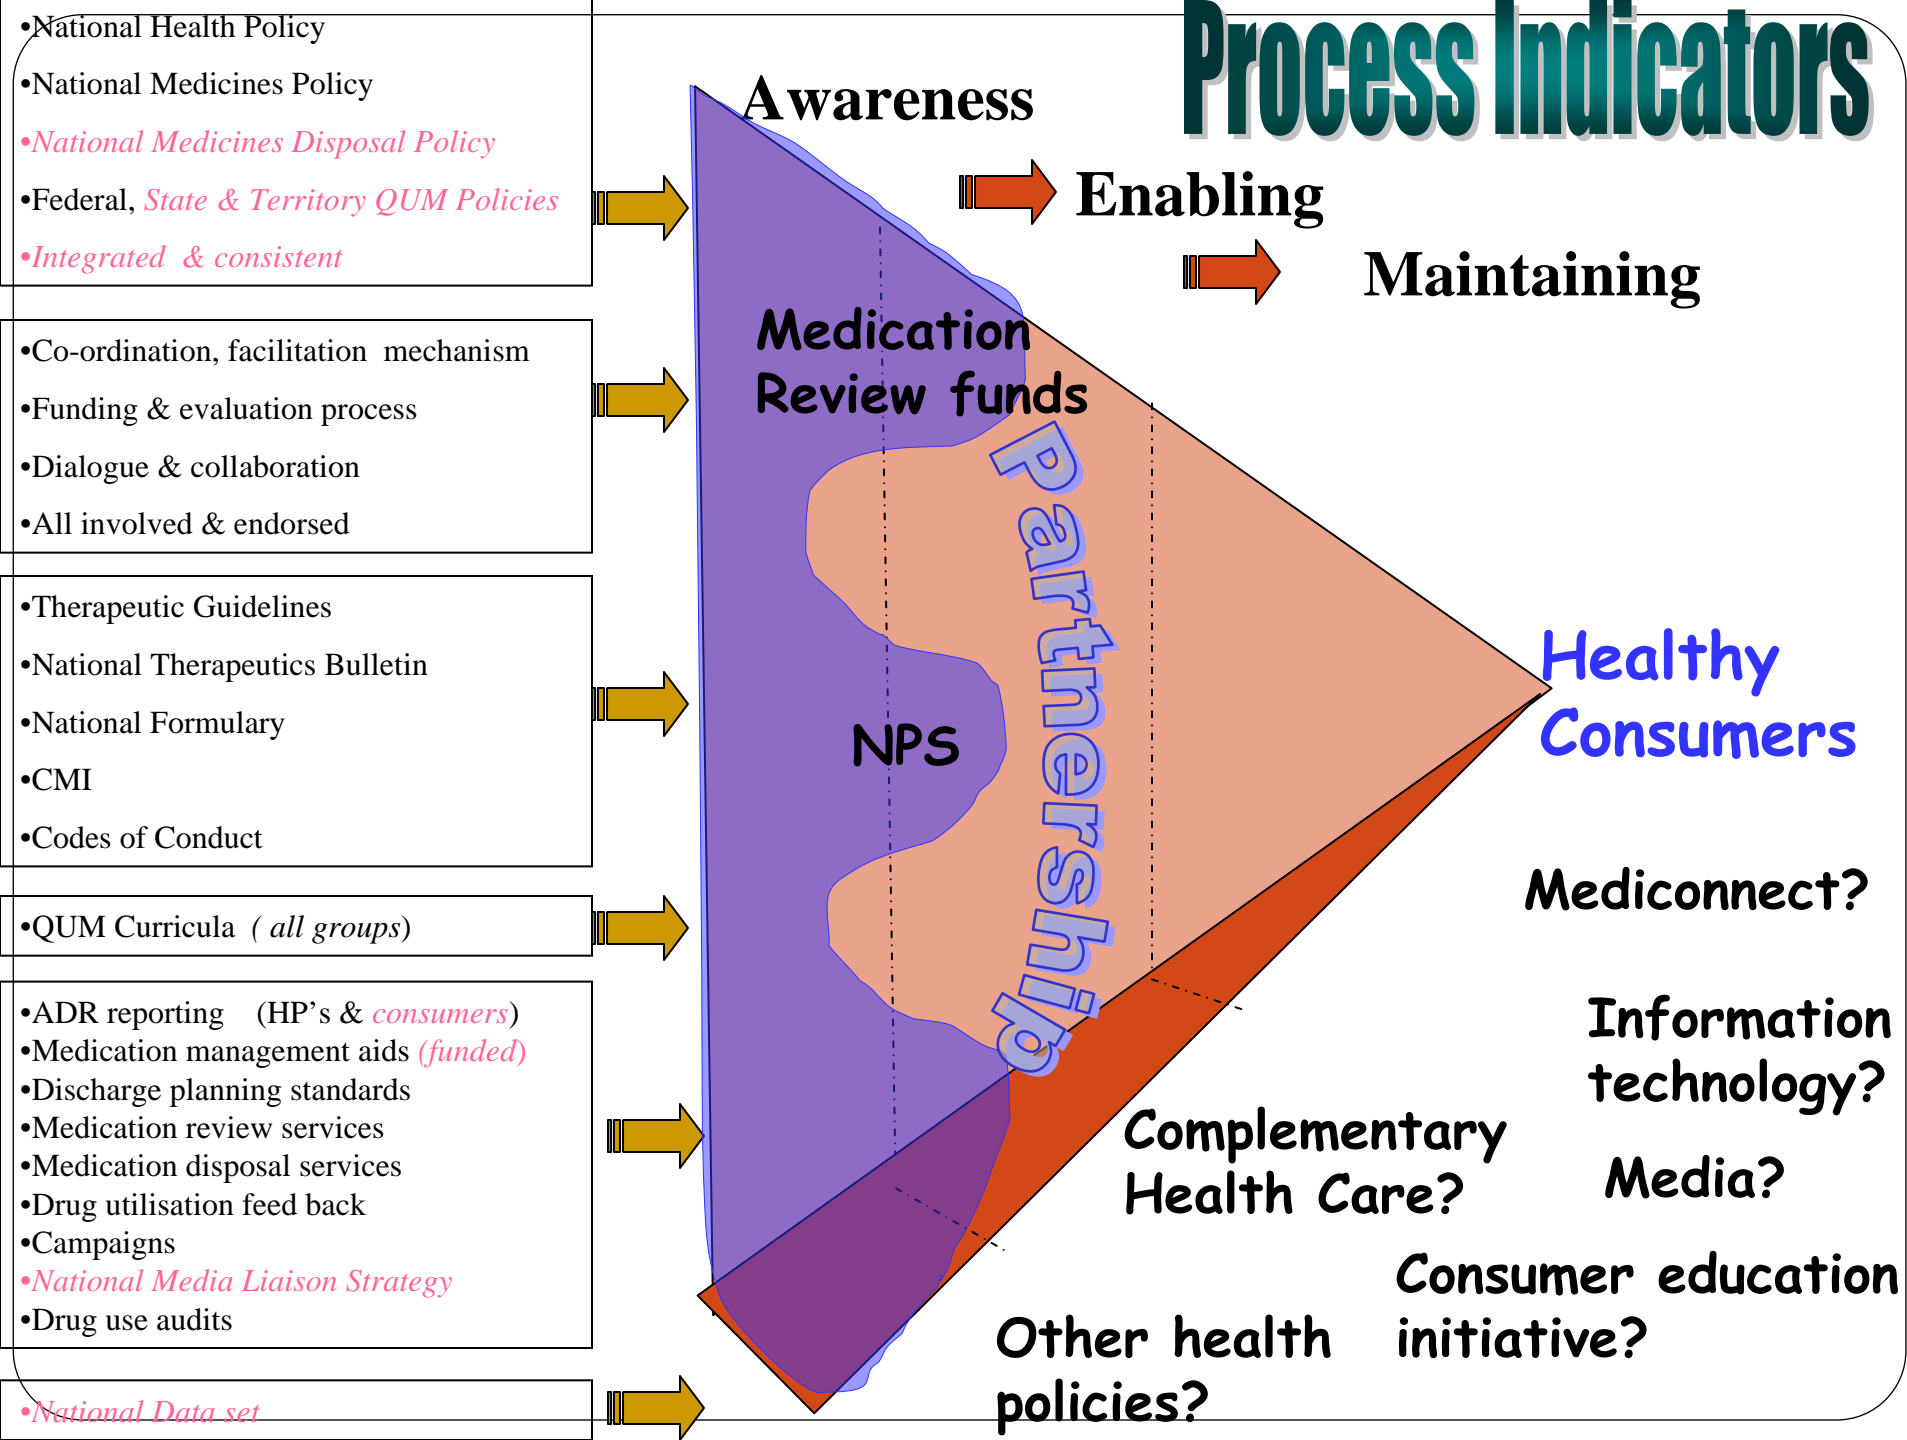 Process Indicators
•National Health Policy
•National Medicines Policy
•National Medicines Disposal Policy
•Federal, State & Territory QUM Policies
•Integrated & consistent
•Co-ordination, facilitation mechanism
•Funding & evaluation process
•Dialogue & collaboration
•All involved & endorsed
•Therapeutic Guidelines
•National Therapeutics Bulletin
•National Formulary
•CMI
•Codes of Conduct
•QUM Curricula ( all groups)
•ADR reporting (HP’s & consumers)
•Medication management aids (funded)
•Discharge planning standards
•Medication review services
•Medication disposal services
•Drug utilisation feed back
•Campaigns
•National Media Liaison Strategy
•Drug use audits
•National Data set
Awareness
Enabling
Maintaining
Medication
Review funds
NPS
Partnership
Healthy
Consumers
Mediconnect?
Information
technology?
Complementary
Health Care?
Media?
Consumer education
initiative?
Other health
policies?